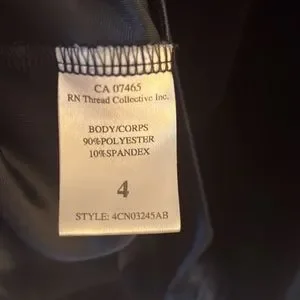 CA 07465
RN Thread Collective Inc.
BODY/CORPS
90%POLYESTER
10%SPANDEX
4
STYLE: 4CN03245AB